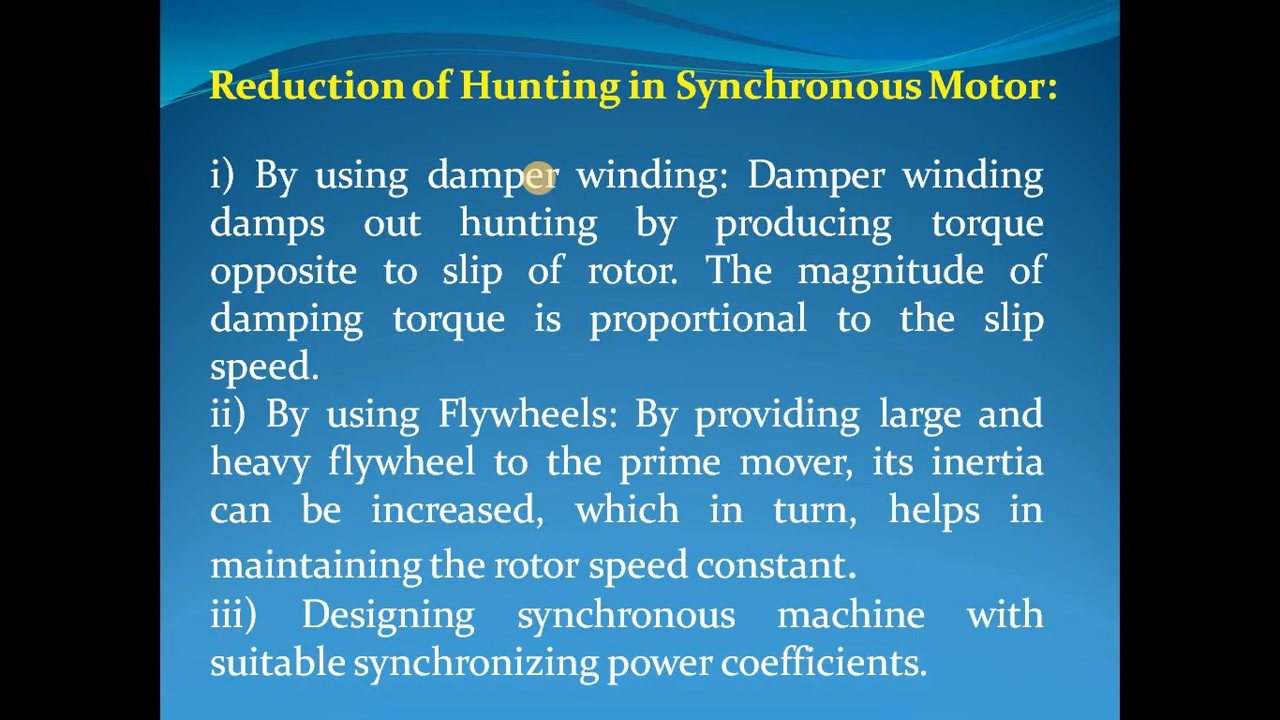 Reduction of Hunting in Synchronous Motor:
i) By using damper winding: Damper winding
damps out hunting by producing torque
opposite to slip of rotor. The magnitude of
damping torque is proportional to the slip
speed.
ii) By using Flywheels: By providing large and
heavy flywheel to the prime mover, its inertia
can be increased, which in turn, helps in
maintaining the rotor speed constant.
iii) Designing synchronous machine with
suitable synchronizing power coefficients.